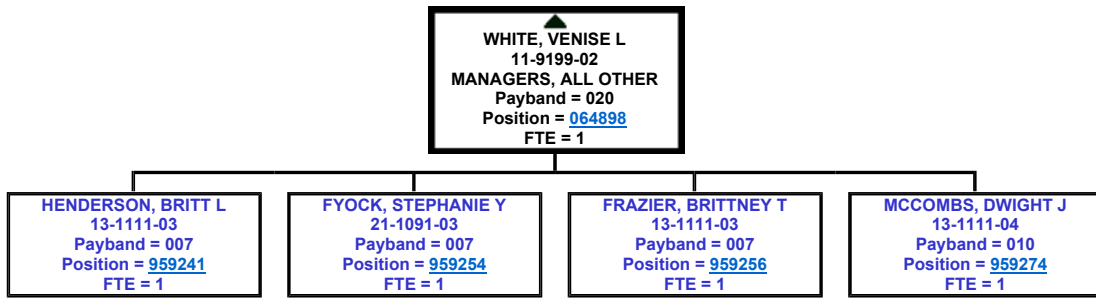 WHITE, VENISE L
11-9199-02
MANAGERS, ALL OTHER
Payband = 020
Position = 064898
FTE = 1
HENDERSON, BRITT L
13-1111-03
Payband = 007
Position = 959241
FTE = 1
FYOCK, STEPHANIE Y
21-1091-03
Payband = 007
Position = 959254
FTE = 1
FRAZIER, BRITTNEY T
13-1111-03
Payband = 007
Position = 959256
FTE = 1
MCCOMBS, DWIGHT J
13-1111-04
Payband = 010
Position = 959274
FTE = 1